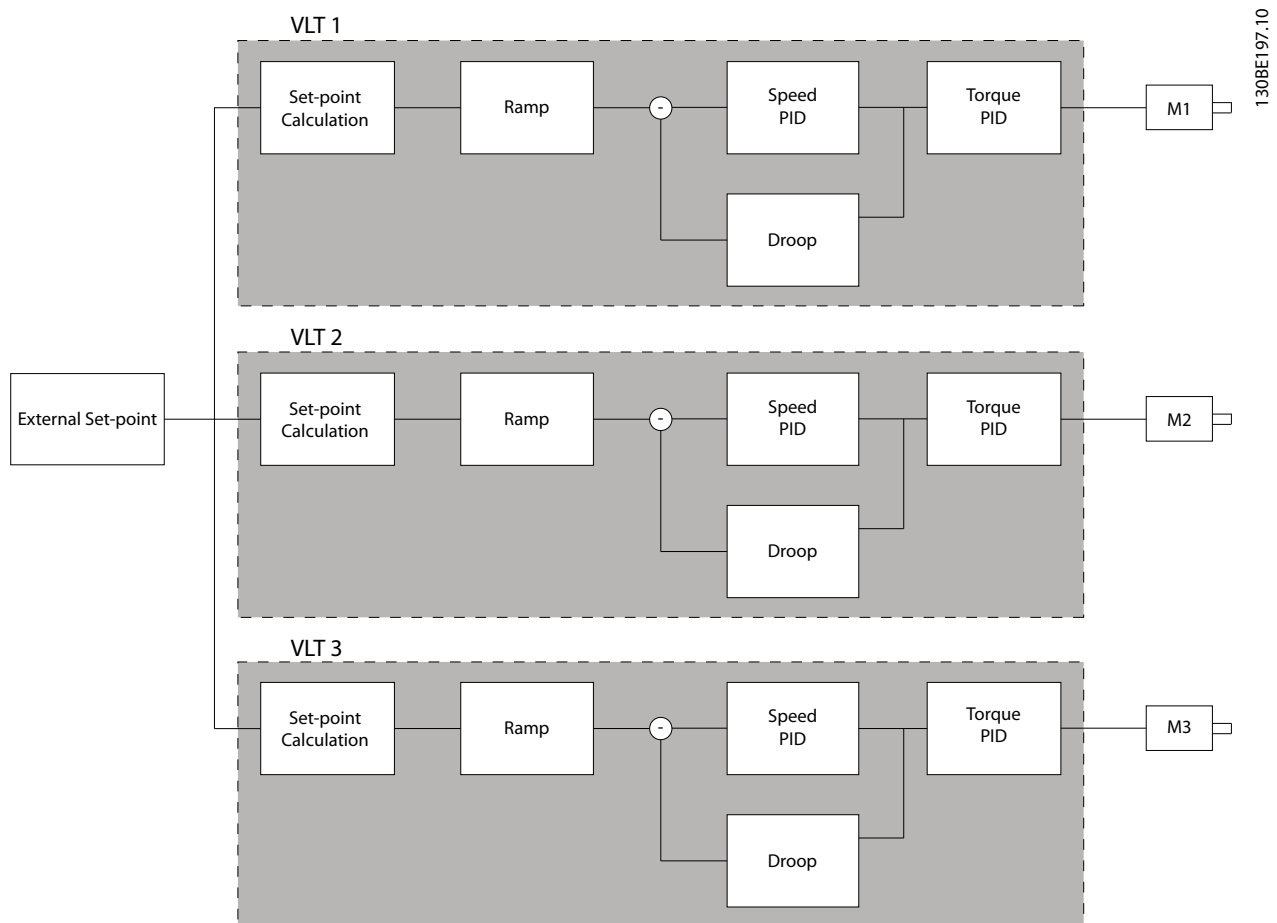 VLT 1
130BE197.10
Set-point
Calculation
Ramp
-
Speed
PID
Torque
PID
M1
Droop
VLT 2
External Set-point
Set-point
Calculation
Ramp
-
Speed
PID
Torque
PID
M2
Droop
VLT 3
Set-point
Calculation
Ramp
-
Speed
PID
Torque
PID
M3
Droop